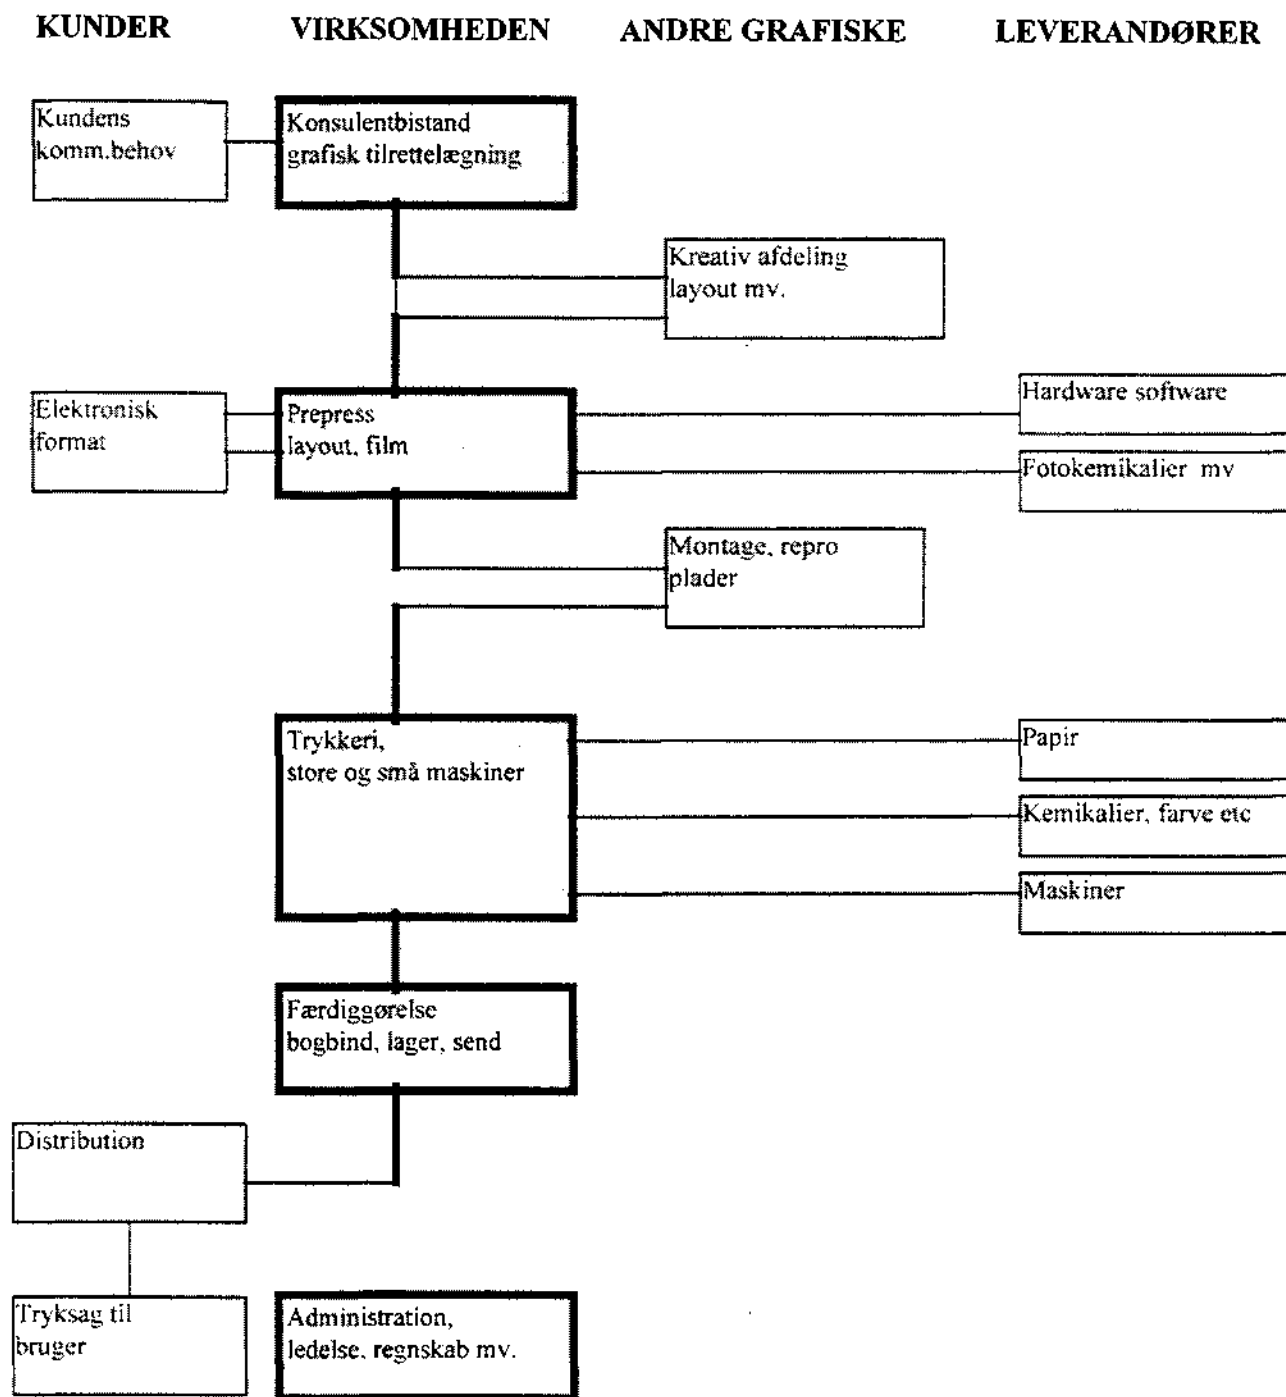 KUNDER VIRKSOMHEDEN ANDRE GRAFISKE LEVERANDØRER
Kundens
komm.behov
Konsulentbistand
grafisk tilrettelægning
Kreativ afdeling
layout mv.
Elektronisk
format
Prepress
layout, film
Hardware software
Fotokemikalier mv
Montage, repro
plader
Trykkeri,
store og små maskiner
Papir
Kemikalier, farve etc
Maskiner
Færdiggørelse
bogbind, lager, send
Distribution
Tryksag til
bruger
Administration,
ledelse, regnskab mv.